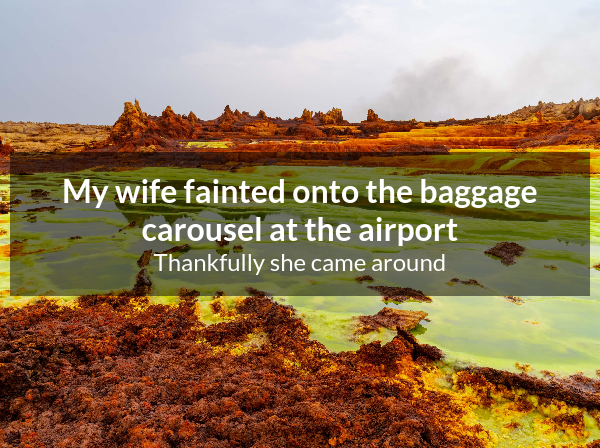 My wife fainted onto the baggage
carousel at the airport
Thankfully she came around